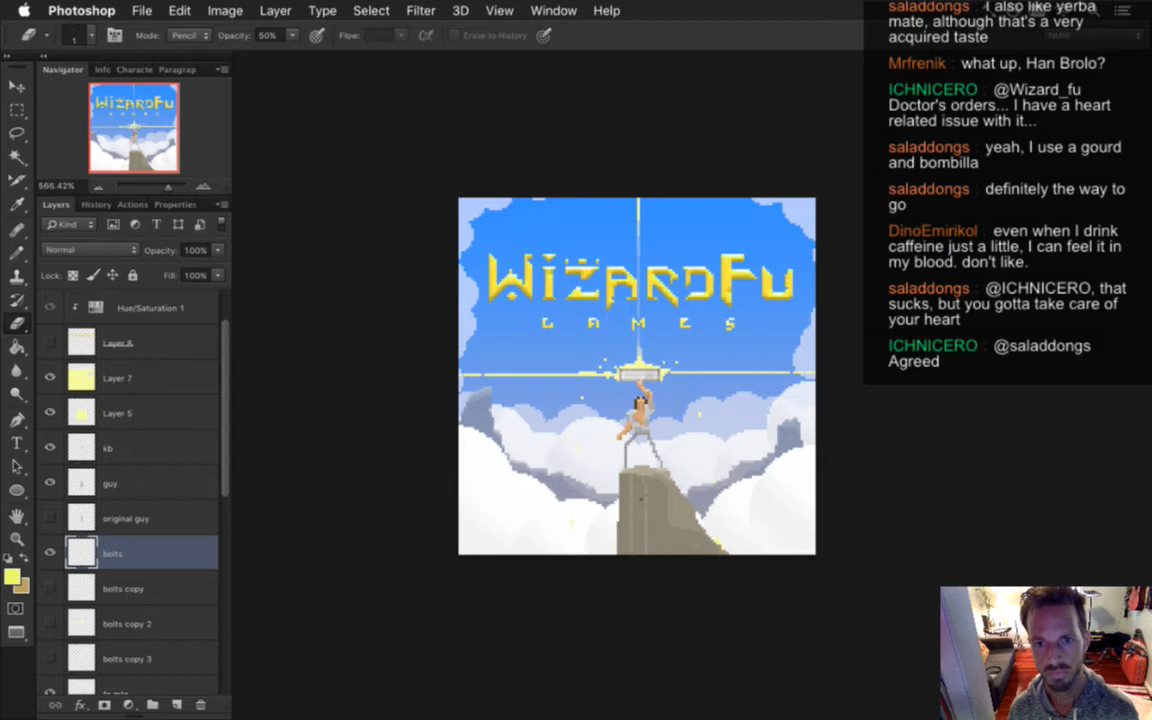 Photoshop File Edit Image Layer Type Select Filter 3D View Window Help
1 Mode: Pencil Opacity: 50% Flow: Erase to History
Navigator Info Characte Paragrap
566.42%
Layers History Actions Properties
Kind
Normal Opacity: 100%
Lock: Fill: 100%
Hue/Saturation 1
Layer 8
Layer 7
Layer 5
kb
guy
original guy
bolts
bolts copy
bolts copy 2
bolts copy 3
fx
WizardFu
WizardFu
GAMES
saladdongs : I also like yerba
mate, although that's a very
acquired taste
Mrfrenik : what up, Han Brolo?
ICHNICERO : @Wizard_fu
Doctor's orders... I have a heart
related issue with it...
saladdongs : yeah, I use a gourd
and bombilla
saladdongs : definitely the way to
go
DinoEmirikol : even when I drink
caffeine just a little, I can feel it in
my blood. don't like.
saladdongs : @ICHNICERO, that
sucks, but you gotta take care of
your heart
ICHNICERO : @saladdongs
Agreed